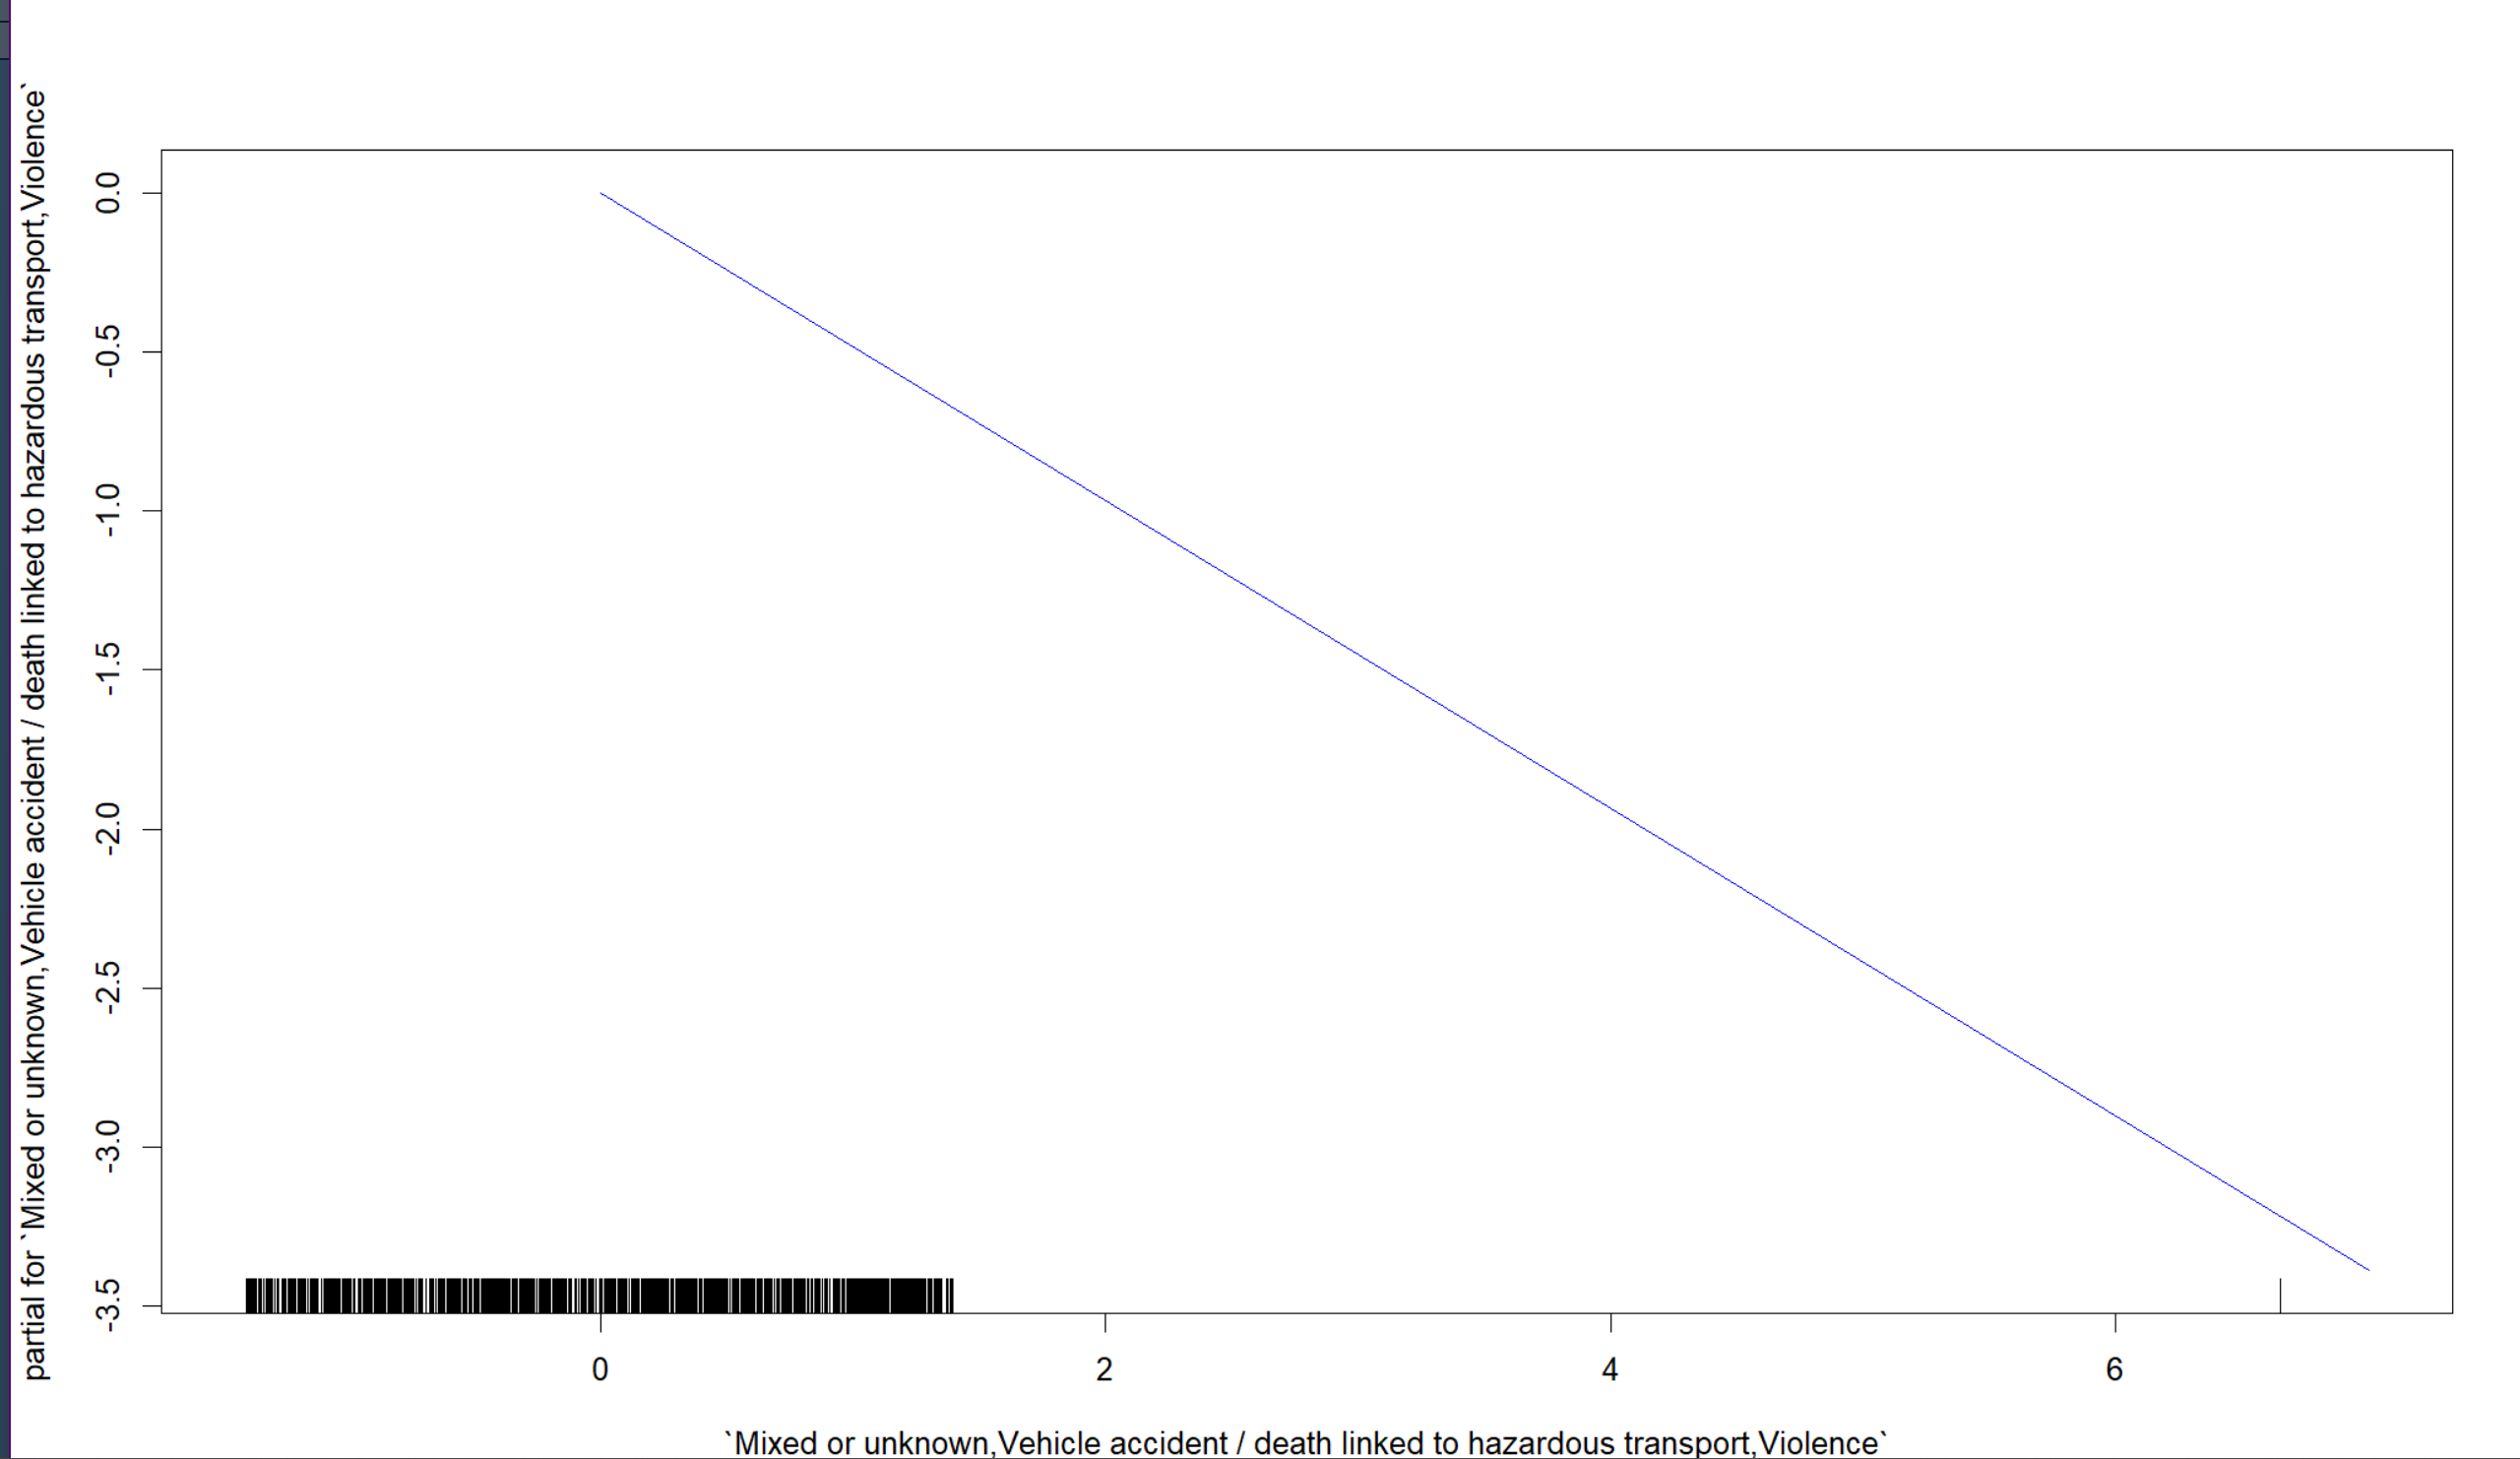 partial for `Mixed or unknown,Vehicle accident / death linked to hazardous transport,Violence`
0.0
-0.5
-1.0
-1.5
-2.0
-2.5
-3.0
-3.5
0 2 4 6
`Mixed or unknown,Vehicle accident / death linked to hazardous transport,Violence`